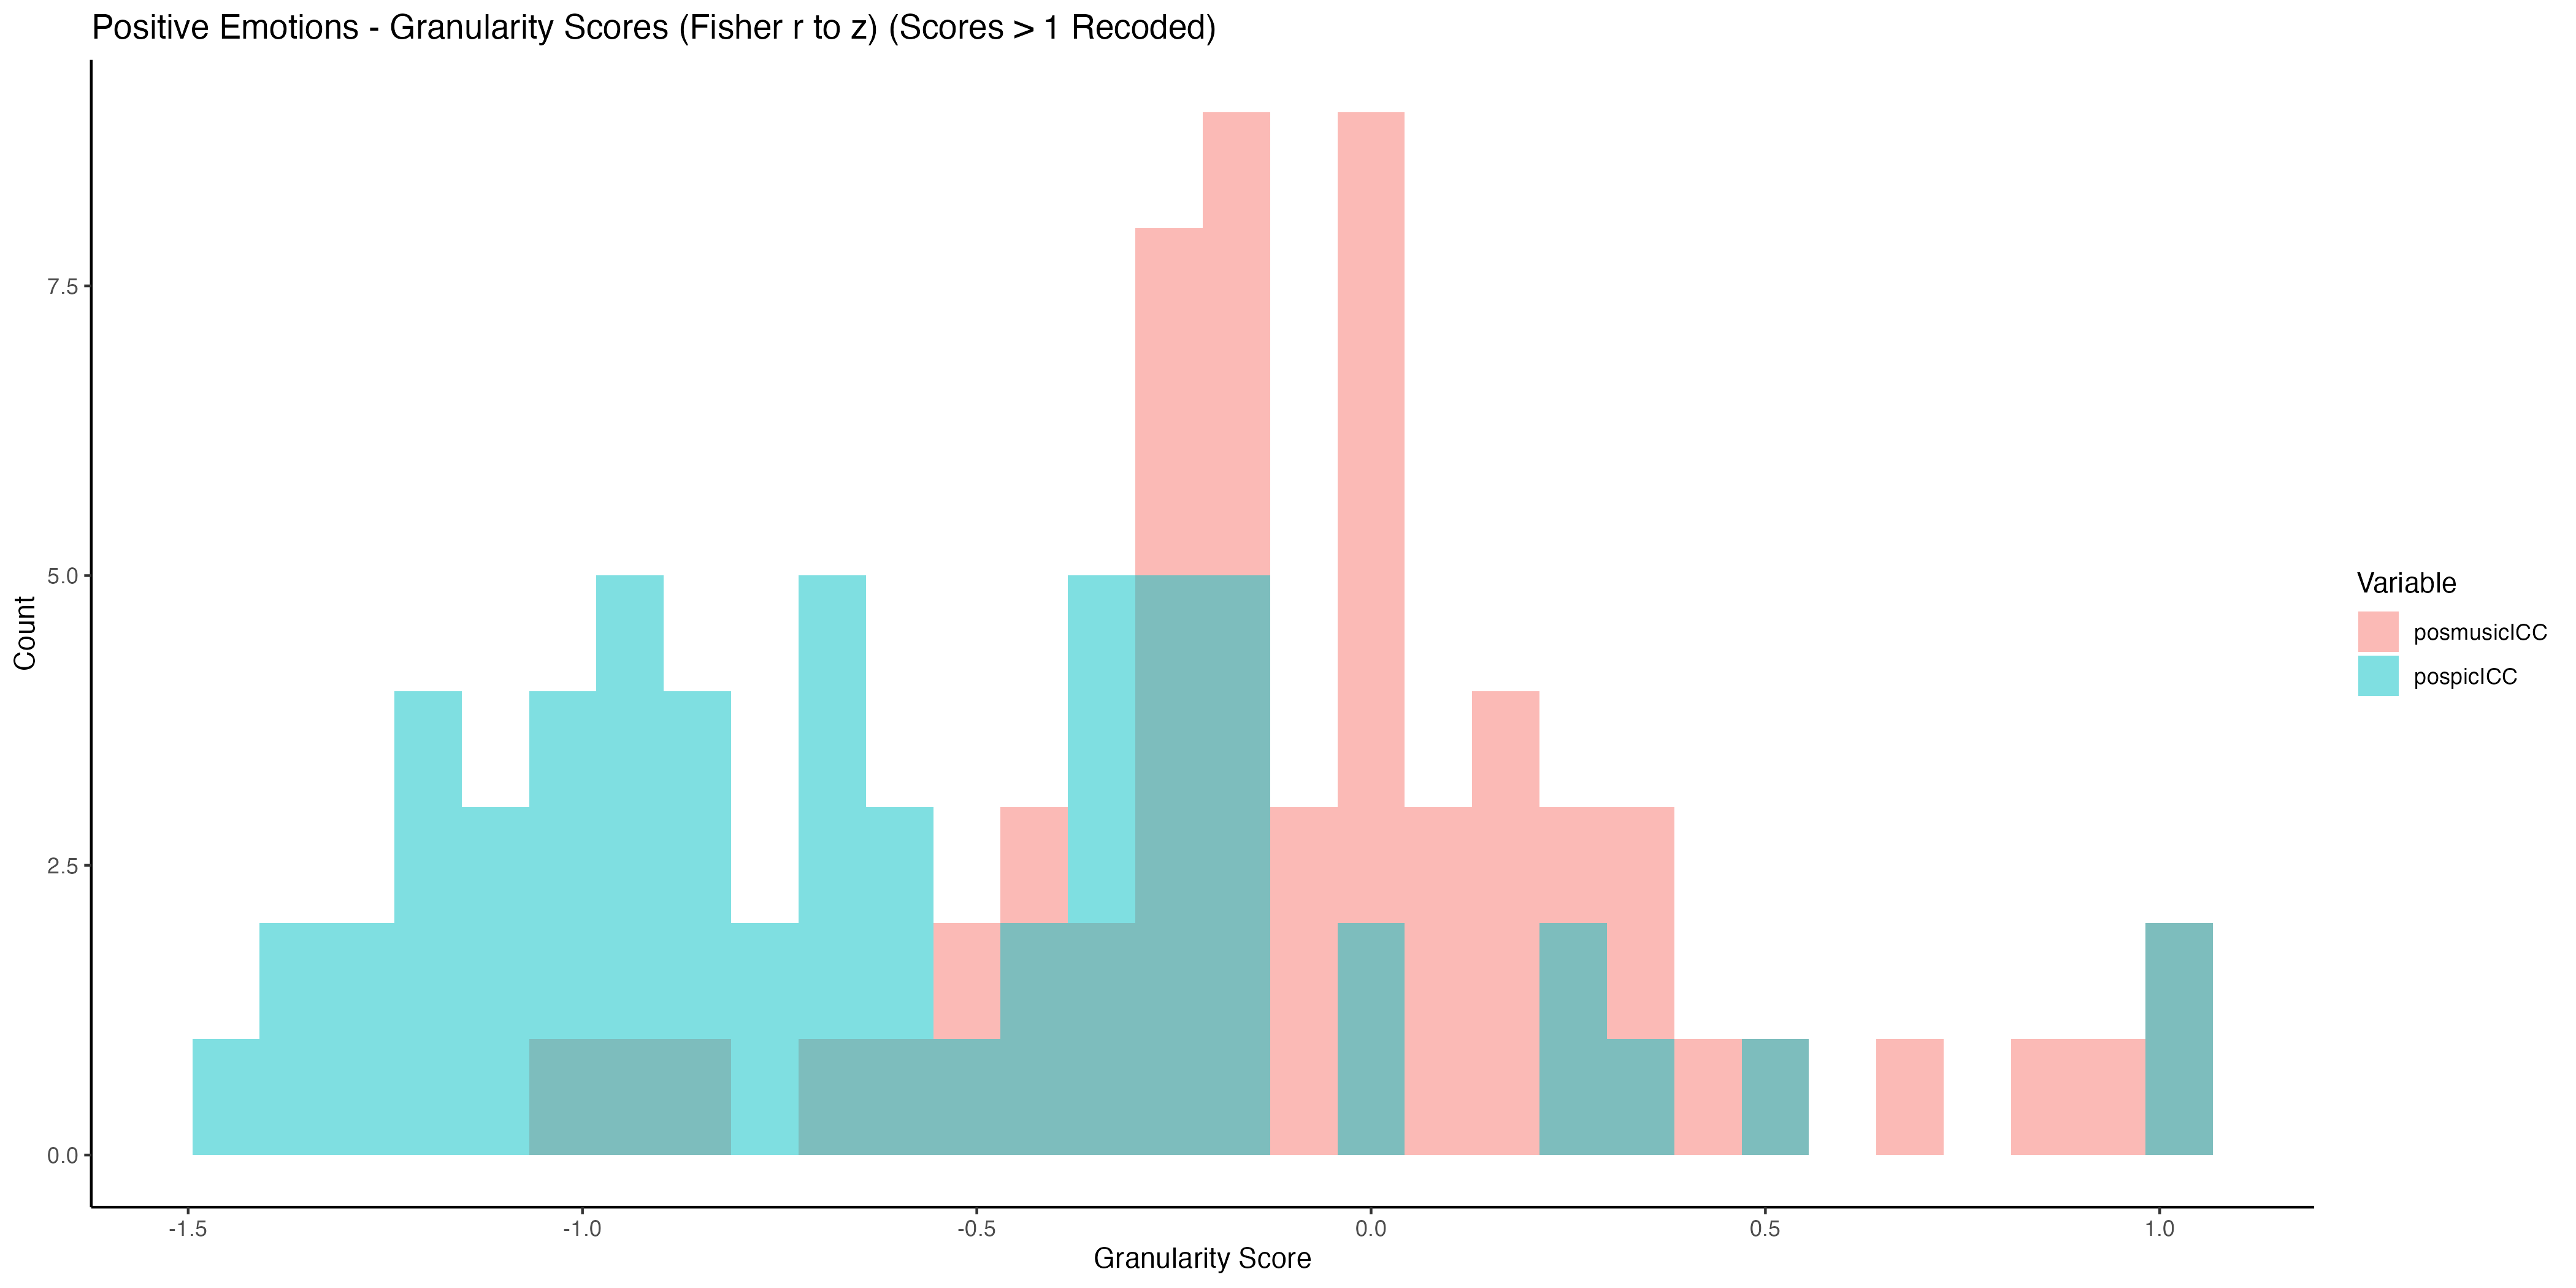 Positive Emotions - Granularity Scores (Fisher r to z) (Scores > 1 Recoded)
7.5
5.0
2.5
0.0
Count
-1.5 -1.0 -0.5 0.0 0.5 1.0
Granularity Score
Variable
posmusicICC
pospicICC